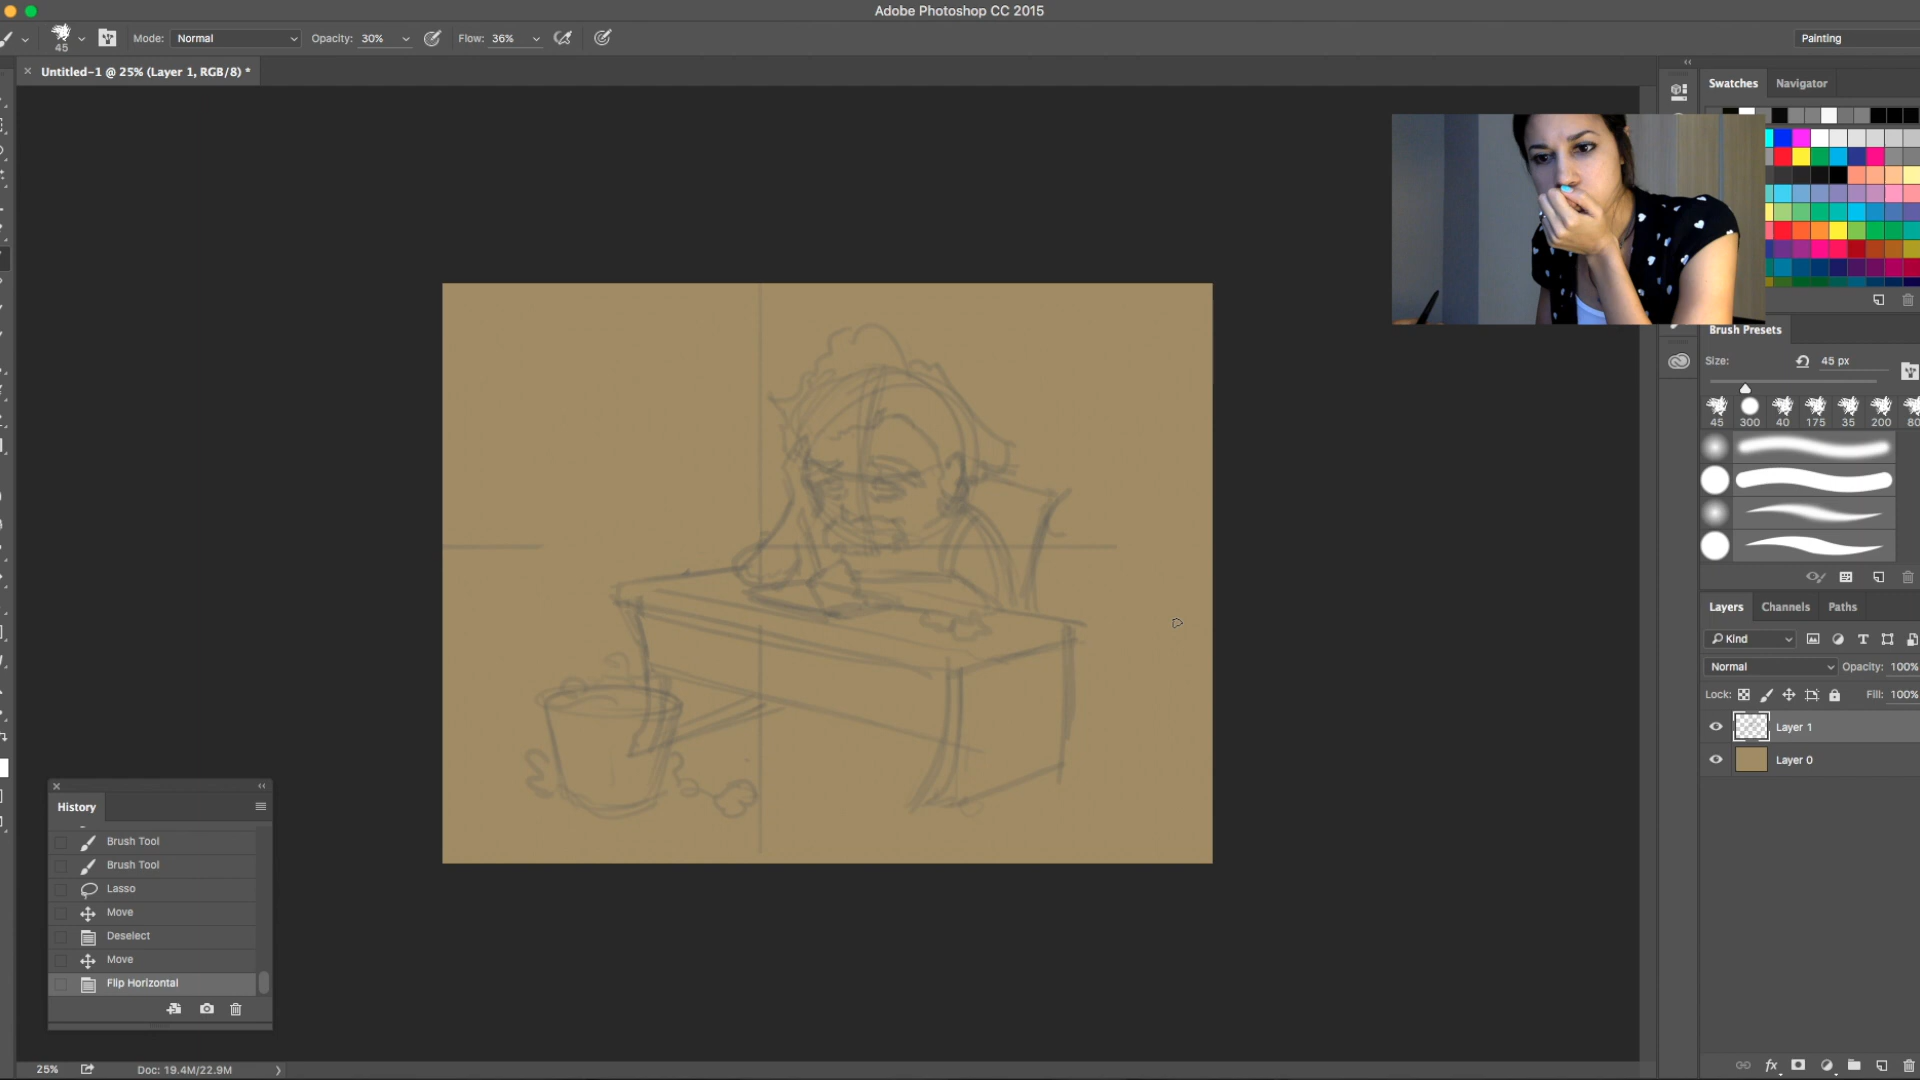 Adobe Photoshop CC 2015
45
Mode: Normal
Opacity: 30%
Flow: 36%
Painting
× Untitled-1 @ 25% (Layer 1, RGB/8) *
Swatches
Navigator
Brush Presets
Size:
45 px
45
300
40
175
35
200
80
Layers
Channels
Paths
Kind
Normal
Opacity: 100%
Lock:
Fill: 100%
Layer 1
Layer 0
History
Brush Tool
Brush Tool
Lasso
Move
Deselect
Move
Flip Horizontal
25%
Doc: 19.4M/22.9M